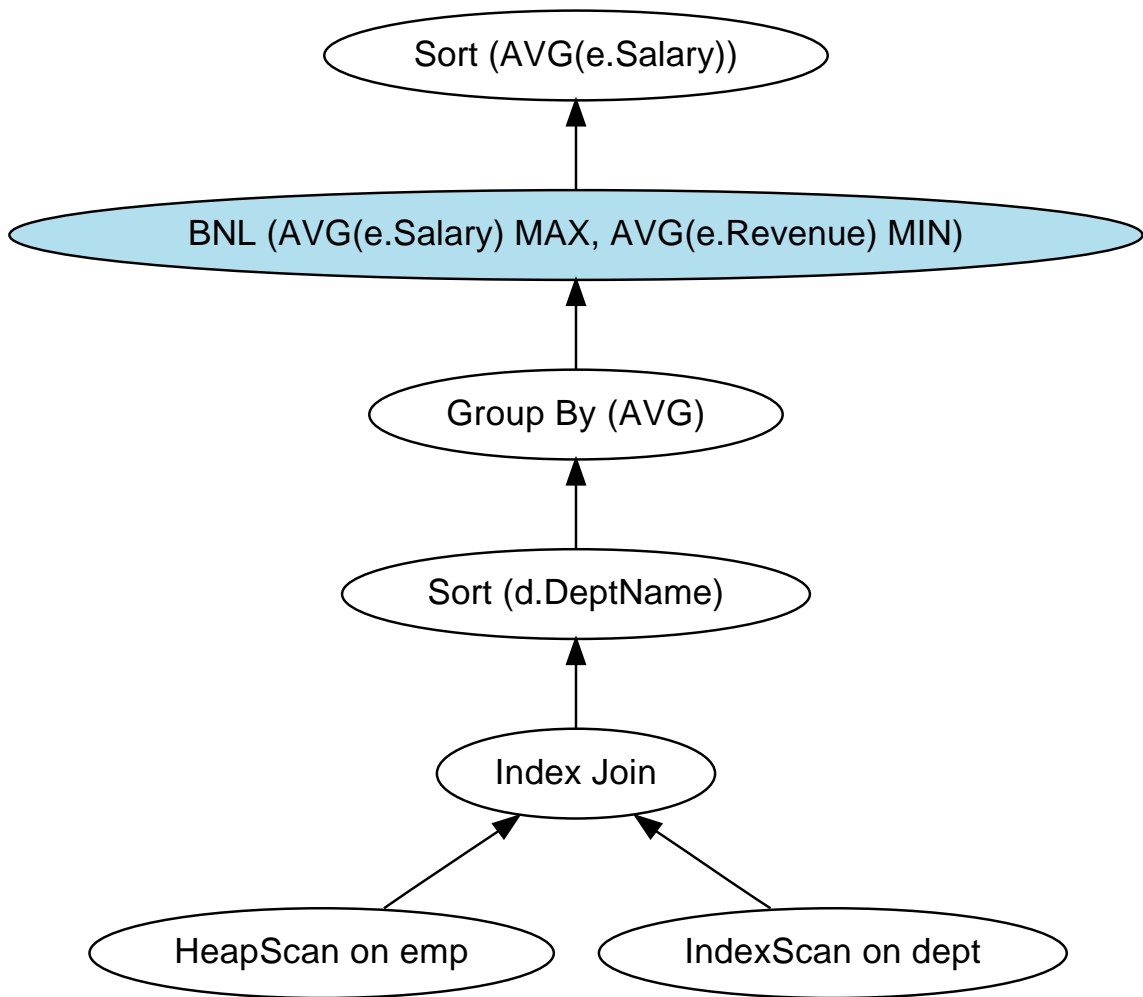 Sort (AVG(e.Salary))
BNL (AVG(e.Salary) MAX, AVG(e.Revenue) MIN)
Group By (AVG)
Sort (d.DeptName)
Index Join
HeapScan on emp
IndexScan on dept